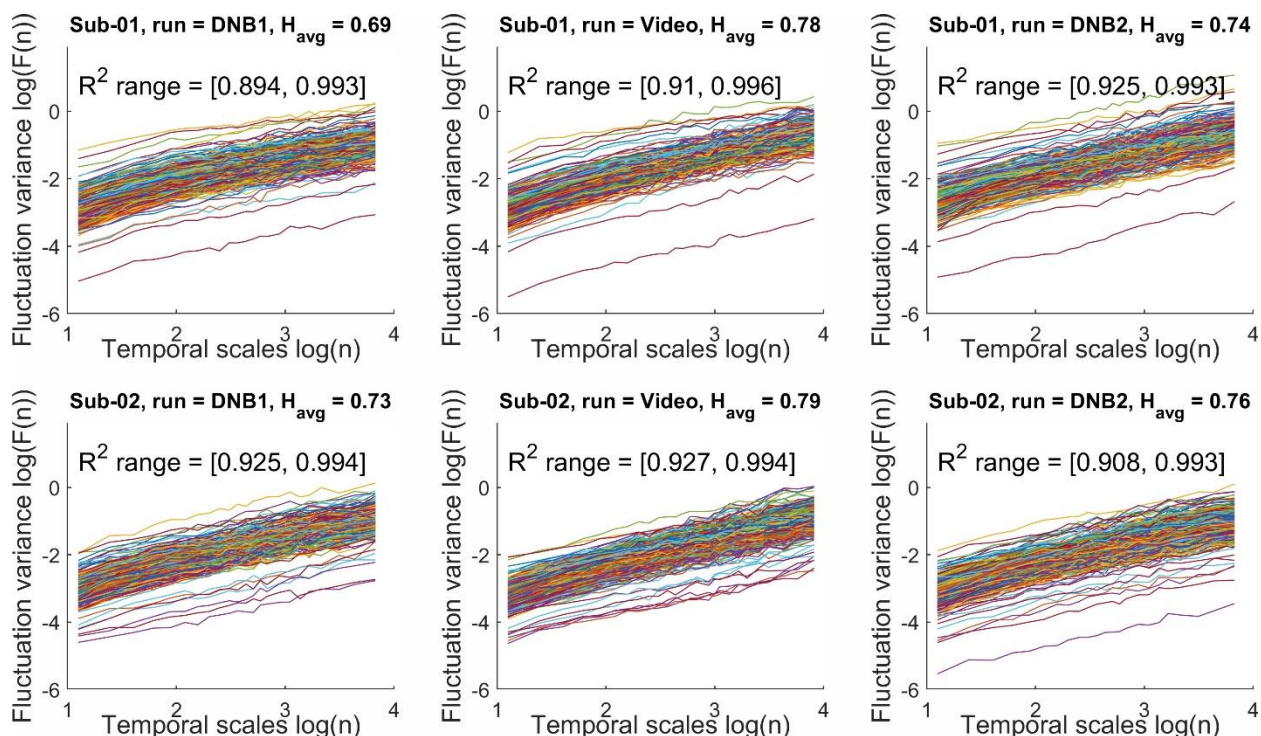 Sub-01, run = DNB1, H_avg = 0.69
R² range = [0.894, 0.993]
Fluctuation variance log(F(n))
0
-2
-4
-6
1 2 3 4
Temporal scales log(n)
Sub-01, run = Video, H_avg = 0.78
R² range = [0.91, 0.996]
Fluctuation variance log(F(n))
0
-2
-4
-6
1 2 3 4
Temporal scales log(n)
Sub-01, run = DNB2, H_avg = 0.74
R² range = [0.925, 0.993]
Fluctuation variance log(F(n))
0
-2
-4
-6
1 2 3 4
Temporal scales log(n)
Sub-02, run = DNB1, H_avg = 0.73
R² range = [0.925, 0.994]
Fluctuation variance log(F(n))
0
-2
-4
-6
1 2 3 4
Temporal scales log(n)
Sub-02, run = Video, H_avg = 0.79
R² range = [0.927, 0.994]
Fluctuation variance log(F(n))
0
-2
-4
-6
1 2 3 4
Temporal scales log(n)
Sub-02, run = DNB2, H_avg = 0.76
R² range = [0.908, 0.993]
Fluctuation variance log(F(n))
0
-2
-4
-6
1 2 3 4
Temporal scales log(n)